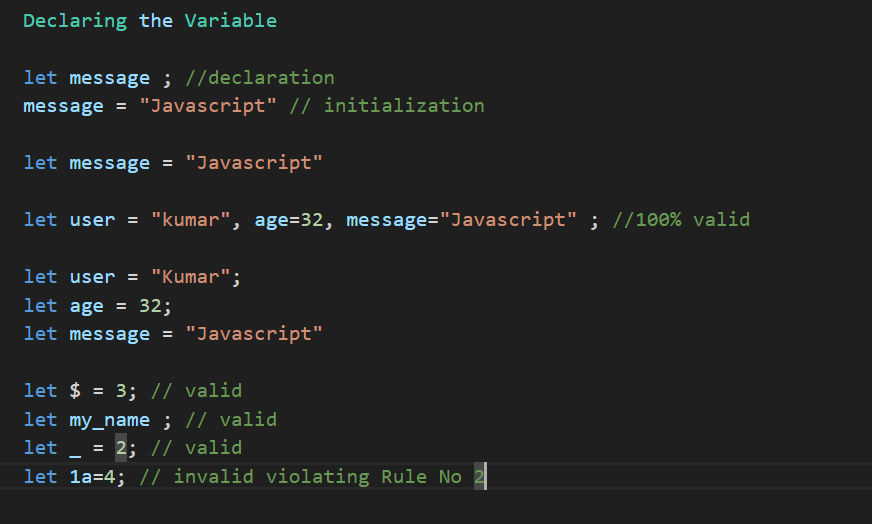 Declaring the Variable
let message ; //declaration
message = "Javascript" // initialization
let message = "Javascript"
let user = "kumar", age=32, message="Javascript" ; //100% valid
let user = "Kumar";
let age = 32;
let message = "Javascript"
let $ = 3; // valid
let my_name ; // valid
let _ = 2; // valid
let 1a=4; // invalid violating Rule No 2